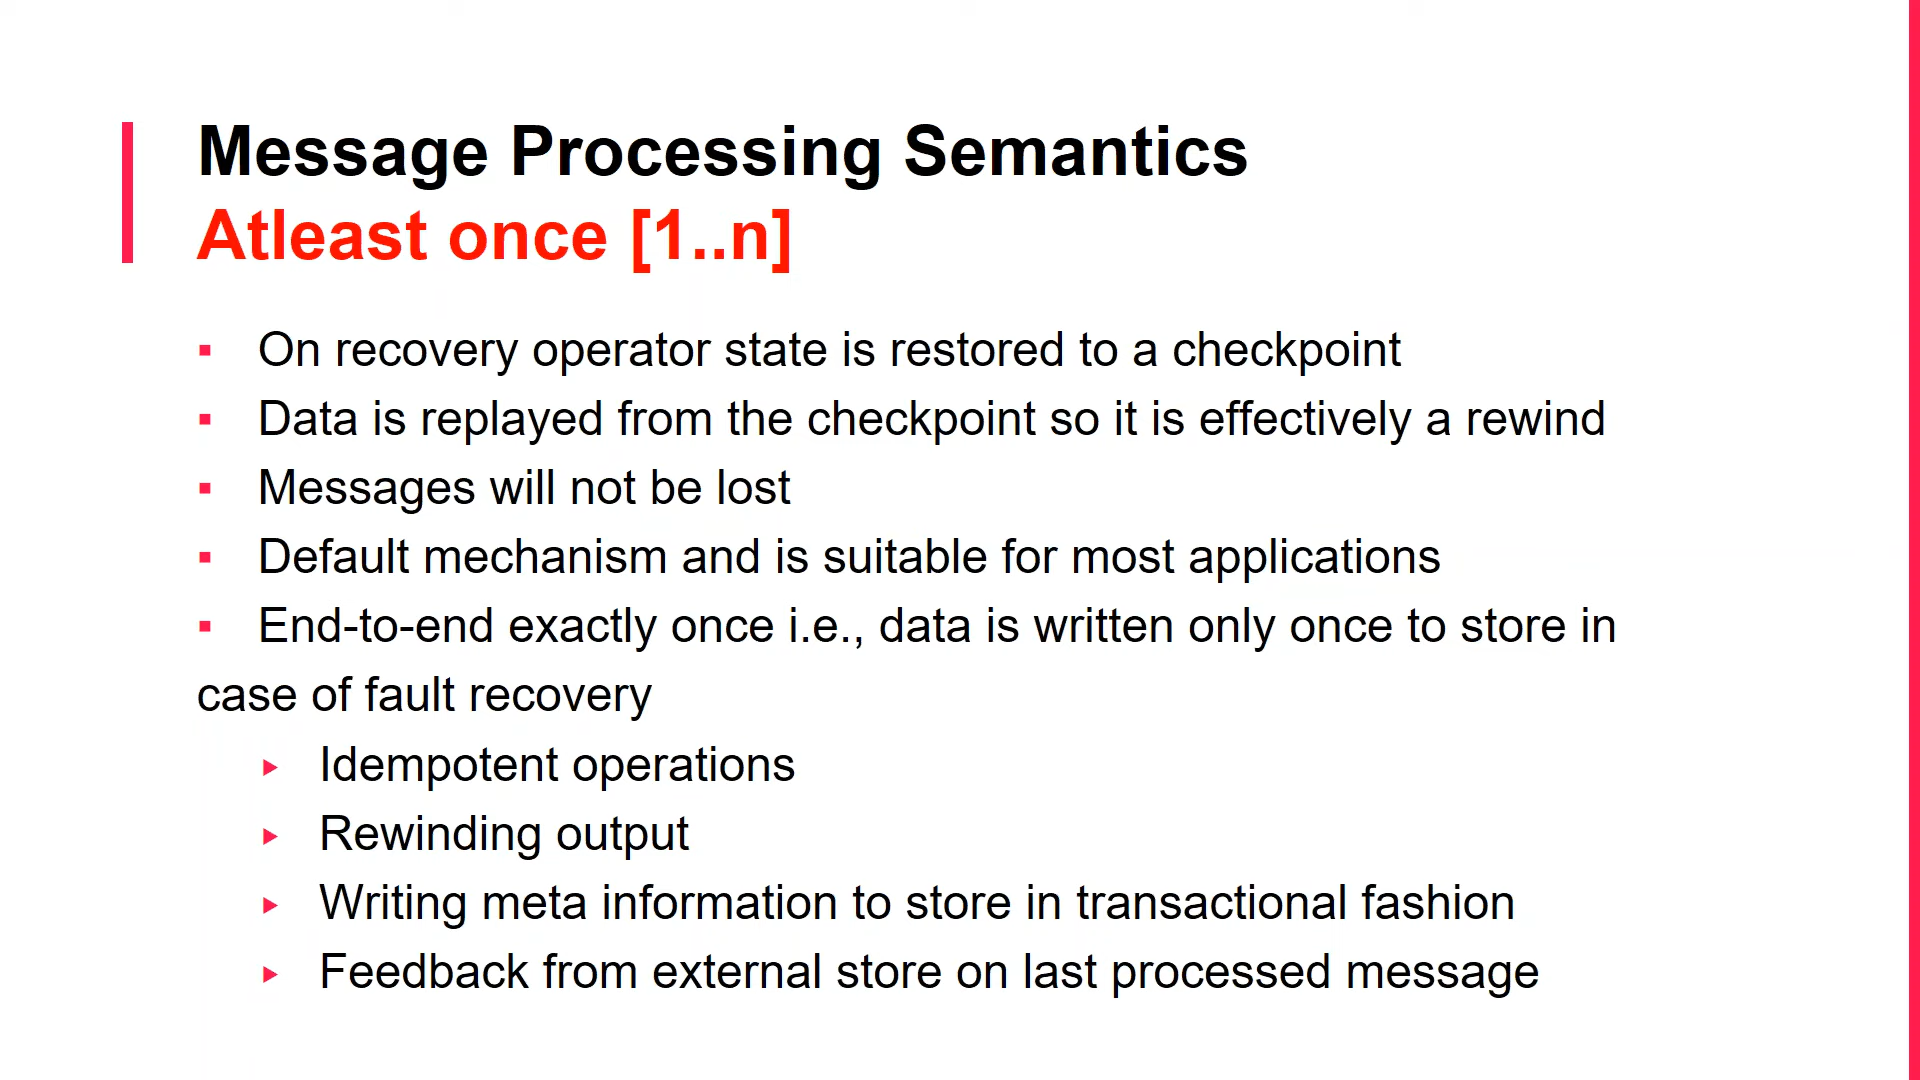 Message Processing Semantics
Atleast once [1..n]
▪ On recovery operator state is restored to a checkpoint
▪ Data is replayed from the checkpoint so it is effectively a rewind
▪ Messages will not be lost
▪ Default mechanism and is suitable for most applications
▪ End-to-end exactly once i.e., data is written only once to store in
case of fault recovery
▸ Idempotent operations
▸ Rewinding output
▸ Writing meta information to store in transactional fashion
▸ Feedback from external store on last processed message